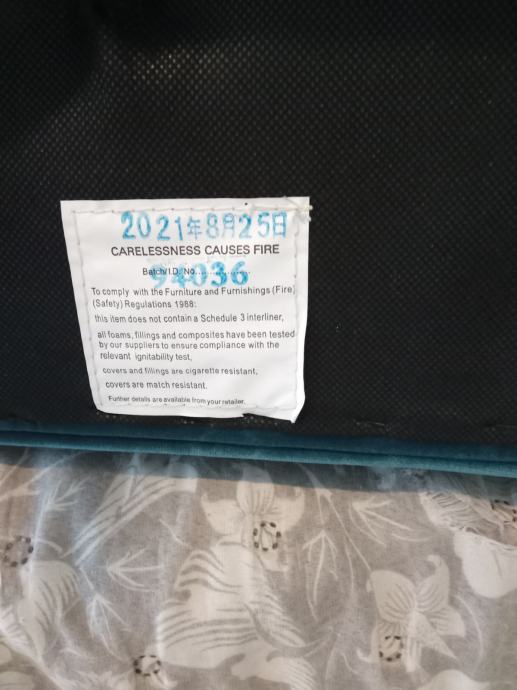 2021年8月25日
CARELESSNESS CAUSES FIRE
Batch/I.D. No..................
94036
To comply with the Furniture and Furnishings (Fire)
(Safety) Regulations 1988:
this item does not contain a Schedule 3 interliner,
all foams, fillings and composites have been tested
by our suppliers to ensure compliance with the
relevant ignitability test,
covers and fillings are cigarette resistant,
covers are match resistant.
Further details are available from your retailer.